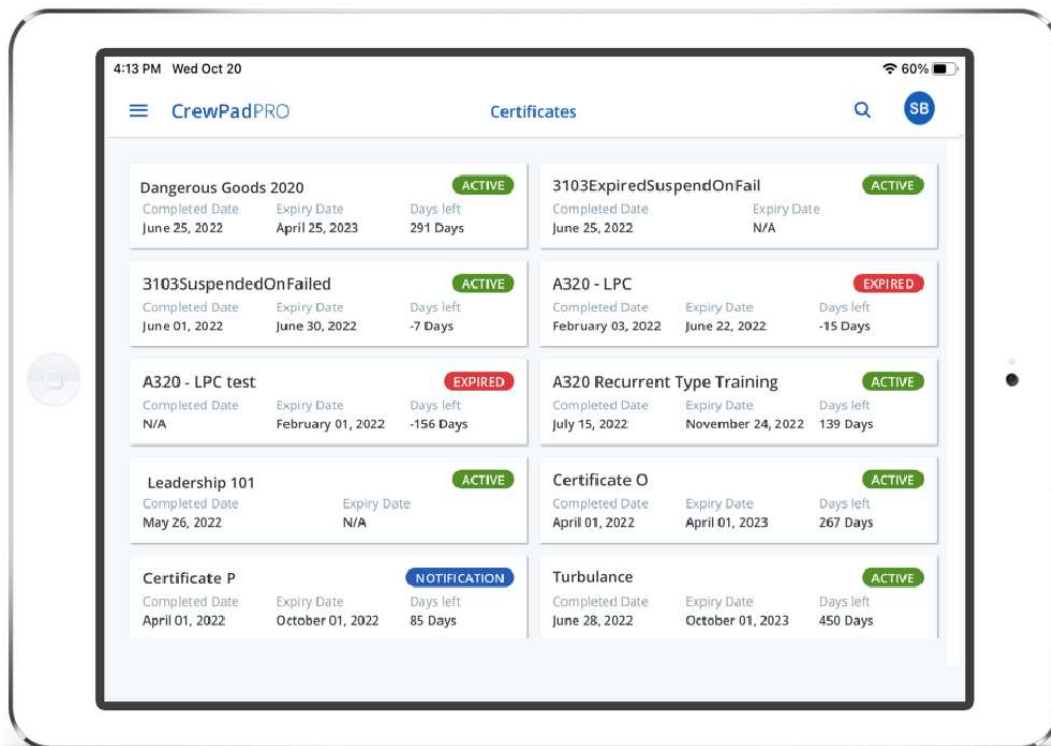 4:13 PM Wed Oct 20
60%
CrewPadPRO
Certificates
SB
Dangerous Goods 2020
ACTIVE
Completed Date Expiry Date Days left
June 25, 2022 April 25, 2023 291 Days
3103ExpiredSuspendOnFail
ACTIVE
Completed Date Expiry Date
June 25, 2022 N/A
3103SuspendedOnFailed
ACTIVE
Completed Date Expiry Date Days left
June 01, 2022 June 30, 2022 -7 Days
A320 - LPC
EXPIRED
Completed Date Expiry Date Days left
February 03, 2022 June 22, 2022 -15 Days
A320 - LPC test
EXPIRED
Completed Date Expiry Date Days left
N/A February 01, 2022 -156 Days
A320 Recurrent Type Training
ACTIVE
Completed Date Expiry Date Days left
July 15, 2022 November 24, 2022 139 Days
Leadership 101
ACTIVE
Completed Date Expiry Date
May 26, 2022 N/A
Certificate O
ACTIVE
Completed Date Expiry Date Days left
April 01, 2022 April 01, 2023 267 Days
Certificate P
NOTIFICATION
Completed Date Expiry Date Days left
April 01, 2022 October 01, 2022 85 Days
Turbulance
ACTIVE
Completed Date Expiry Date Days left
June 28, 2022 October 01, 2023 450 Days